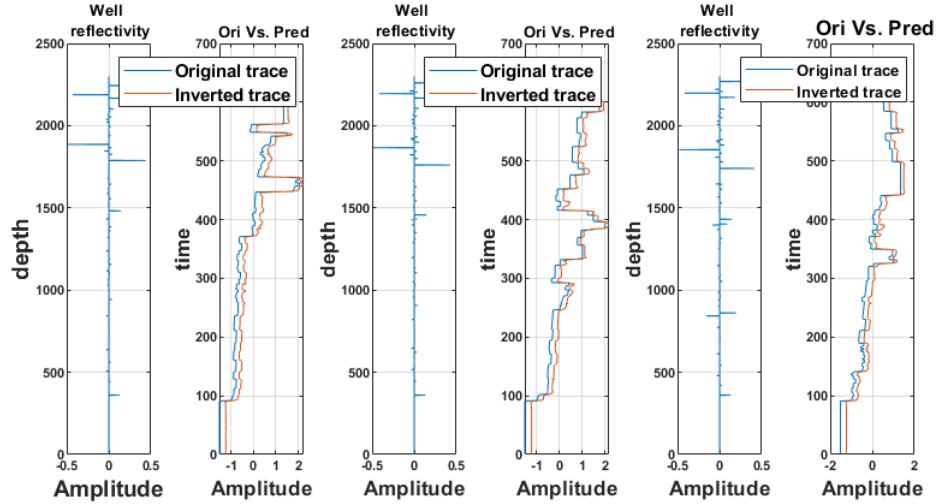 Well
reflectivity
2500
2000
1500
1000
500
0
depth
-0.5 0 0.5
Amplitude
Ori Vs. Pred
700
500
400
300
200
100
0
time
-1 0 1 2
Amplitude
Original trace
Inverted trace
Well
reflectivity
2500
2000
1500
1000
500
0
depth
-0.5 0 0.5
Amplitude
Ori Vs. Pred
700
500
400
300
200
100
0
time
-1 0 1 2
Amplitude
Original trace
Inverted trace
Well
reflectivity
2500
2000
1500
1000
500
0
depth
-0.5 0 0.5
Amplitude
Ori Vs. Pred
700
600
500
400
300
200
100
0
time
-2 0 2
Amplitude
Original trace
Inverted trace